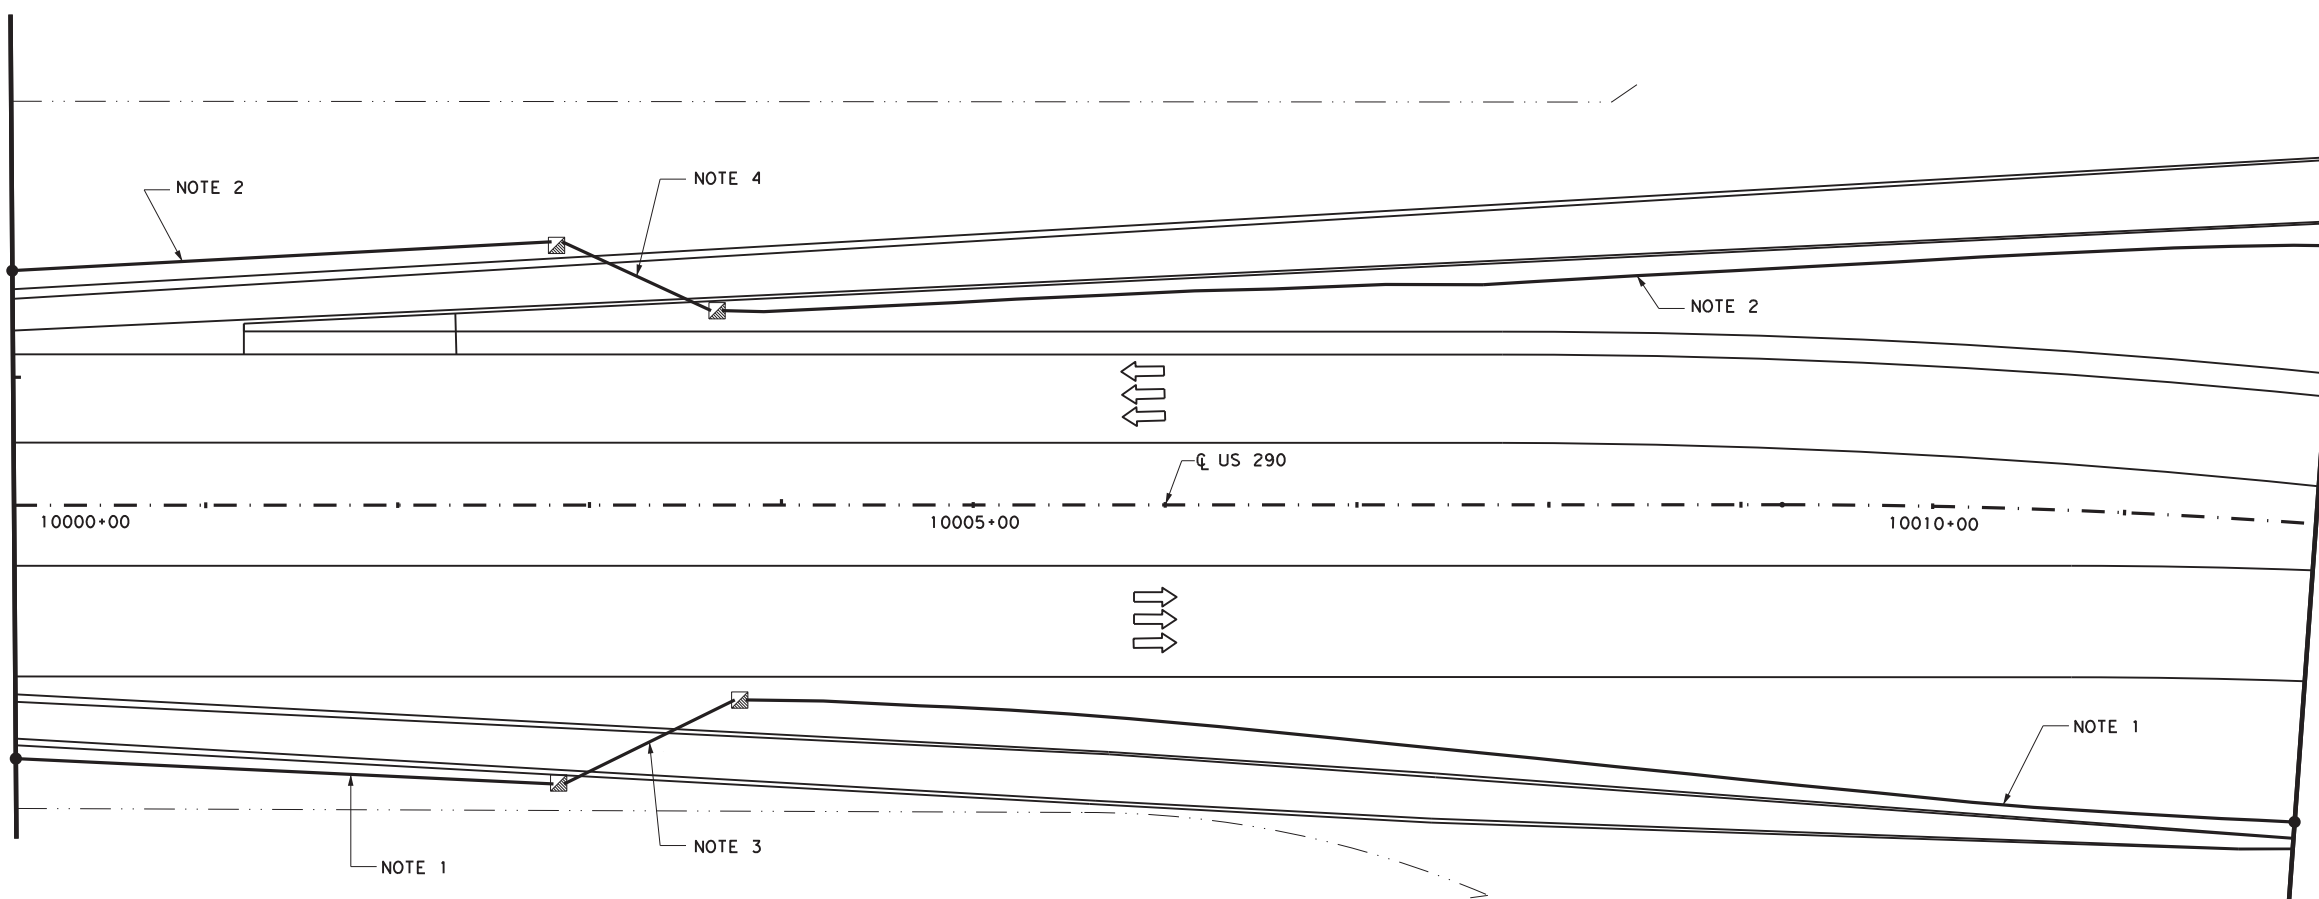 NOTE 4
NOTE 2
NOTE 2
℄ US 290
10000+00
10005+00
10010+00
NOTE 1
NOTE 3
NOTE 1